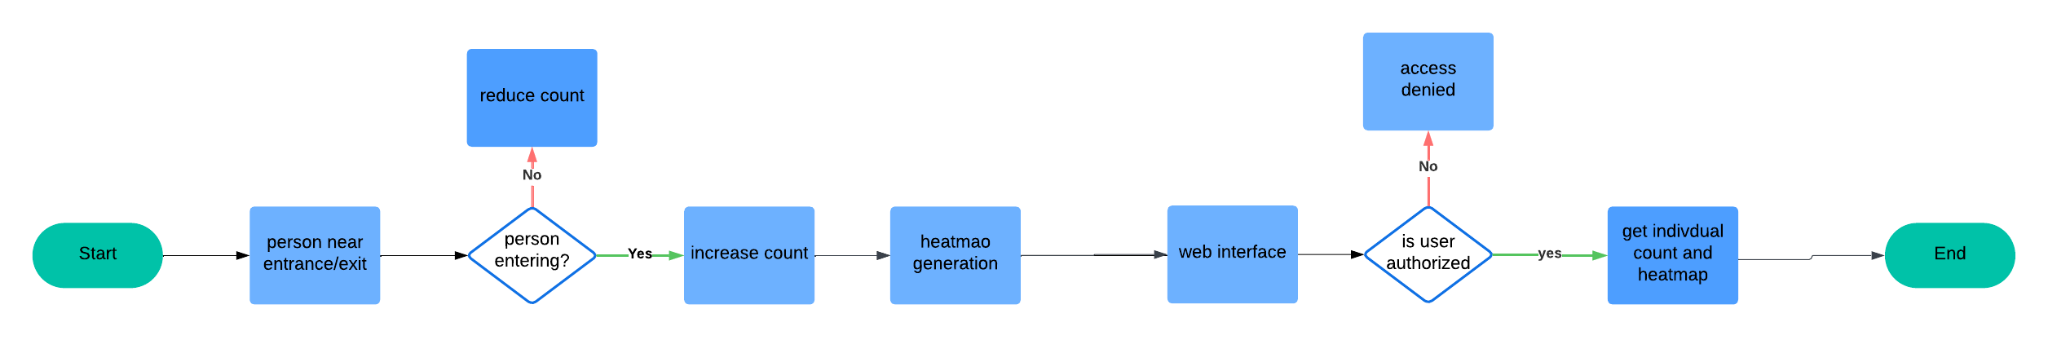 Start
person near
entrance/exit
reduce count
No
person
entering?
Yes
increase count
heatmao
generation
web interface
access
denied
No
is user
authorized
yes
get indivdual
count and
heatmap
End